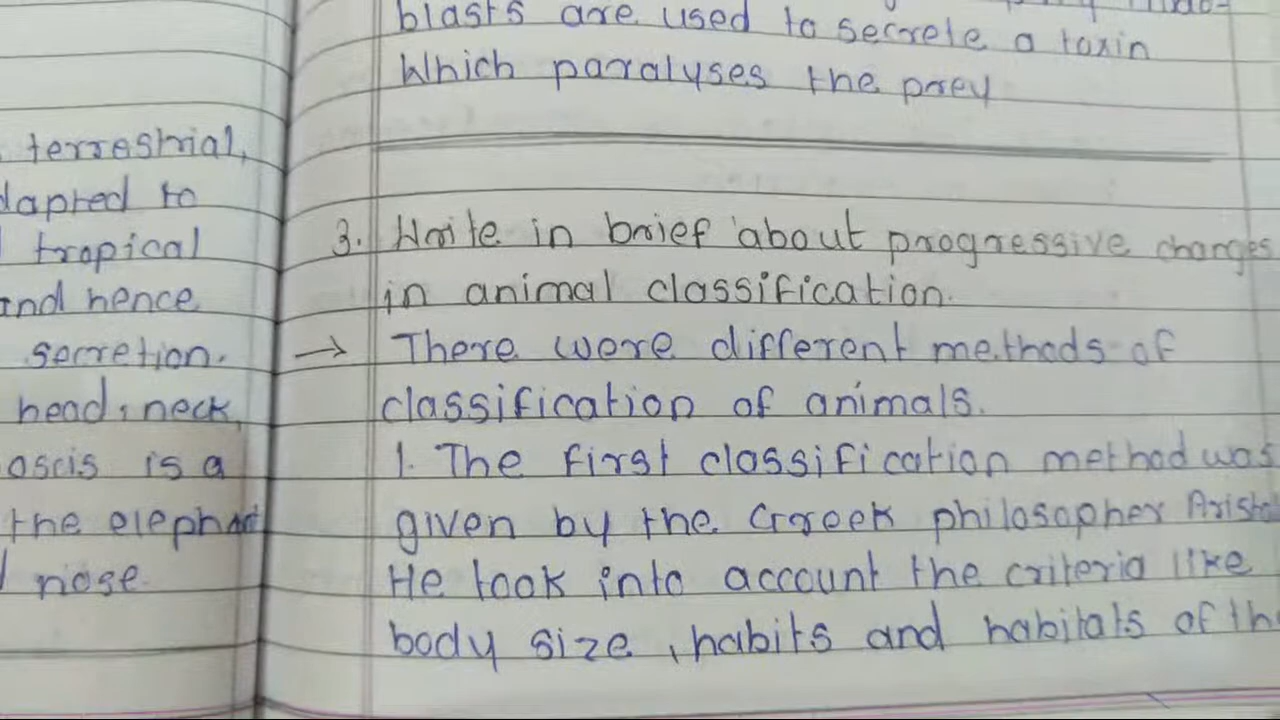 terrestrial,
to
tropical
and hence
secretion.
head, neck,
is a
the elephant
nose
blasts are used to secrete a toxin
Which paralyses the prey
3. Write in brief about progressive changes
in animal classification.
→ There were different methods of
classification of animals.
1. The first classification method was
given by the Greek philosopher
He took into account the criteria like
body size, habits and habitats of